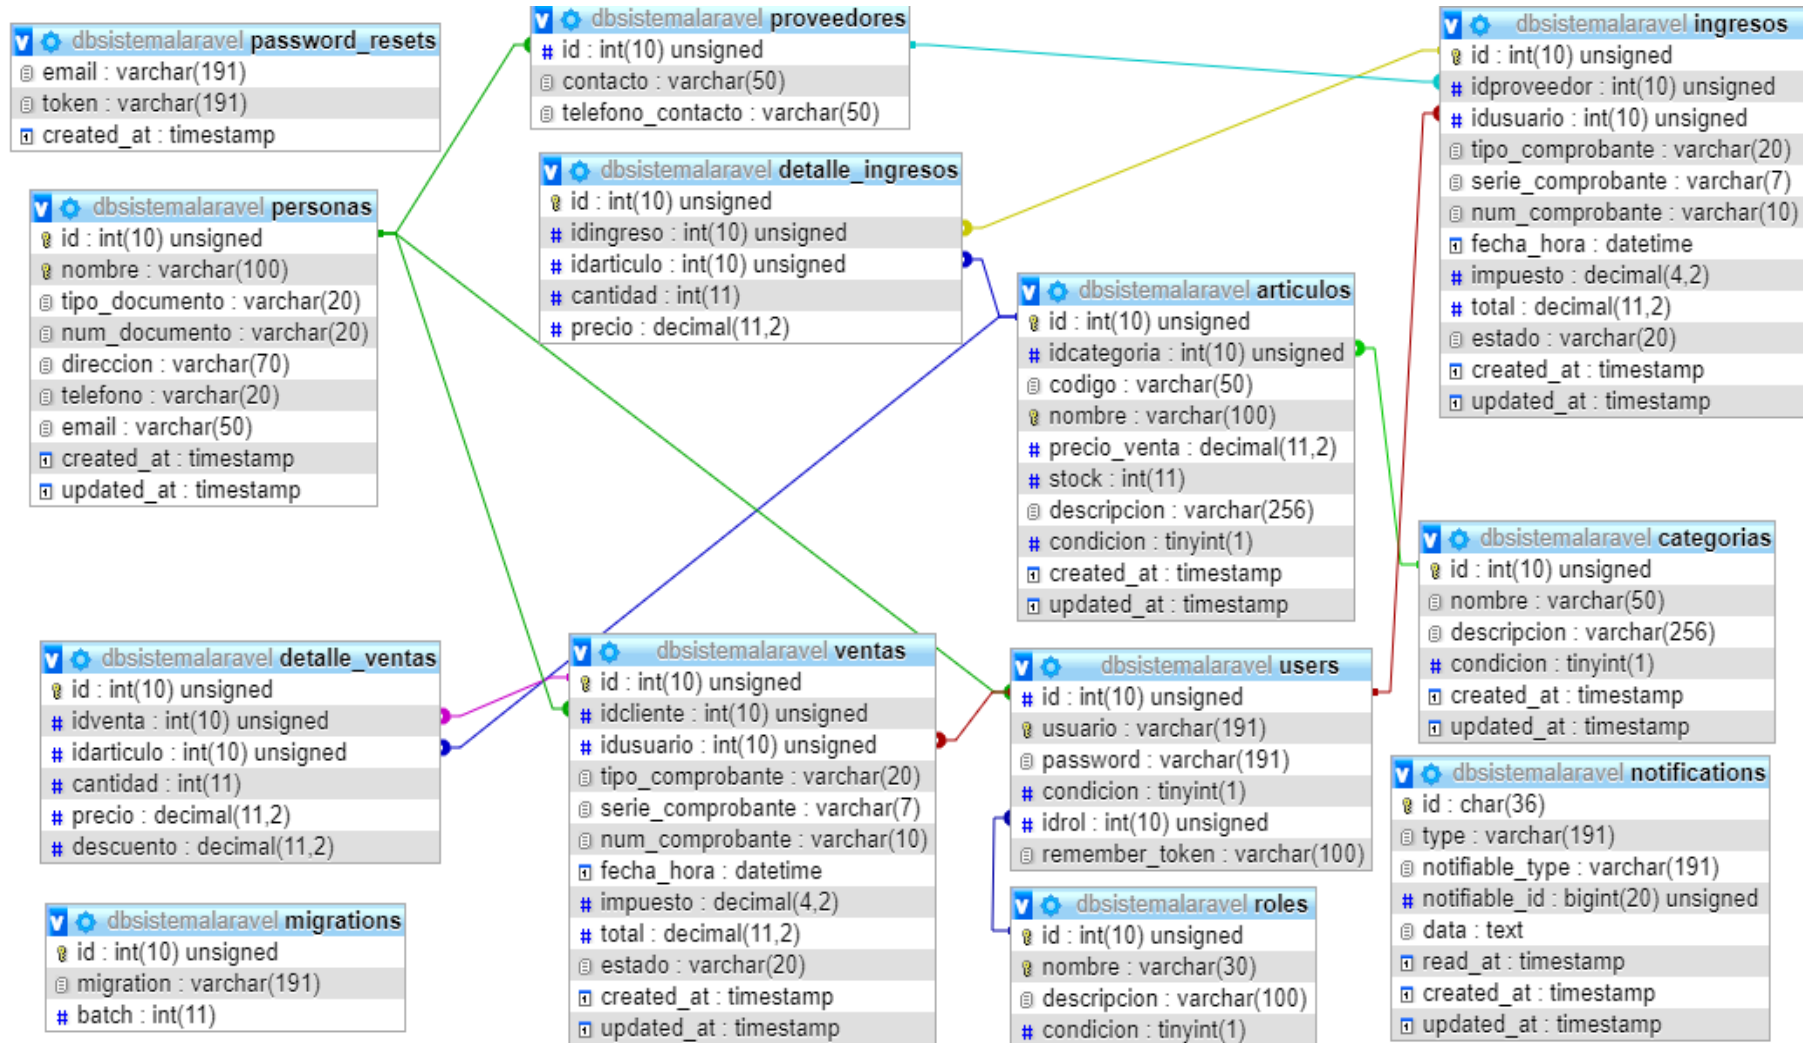 dbsistemalaravel password_resets
email : varchar(191)
token : varchar(191)
created_at : timestamp
dbsistemalaravel proveedores
id : int(10) unsigned
contacto : varchar(50)
telefono_contacto : varchar(50)
dbsistemalaravel ingresos
id : int(10) unsigned
idproveedor : int(10) unsigned
idusuario : int(10) unsigned
tipo_comprobante : varchar(20)
serie_comprobante : varchar(7)
num_comprobante : varchar(10)
fecha_hora : datetime
impuesto : decimal(4,2)
total : decimal(11,2)
estado : varchar(20)
created_at : timestamp
updated_at : timestamp
dbsistemalaravel personas
id : int(10) unsigned
nombre : varchar(100)
tipo_documento : varchar(20)
num_documento : varchar(20)
direccion : varchar(70)
telefono : varchar(20)
email : varchar(50)
created_at : timestamp
updated_at : timestamp
dbsistemalaravel detalle_ingresos
id : int(10) unsigned
idingreso : int(10) unsigned
idarticulo : int(10) unsigned
cantidad : int(11)
precio : decimal(11,2)
dbsistemalaravel articulos
id : int(10) unsigned
idcategoria : int(10) unsigned
codigo : varchar(50)
nombre : varchar(100)
precio_venta : decimal(11,2)
stock : int(11)
descripcion : varchar(256)
condicion : tinyint(1)
created_at : timestamp
updated_at : timestamp
dbsistemalaravel categorias
id : int(10) unsigned
nombre : varchar(50)
descripcion : varchar(256)
condicion : tinyint(1)
created_at : timestamp
updated_at : timestamp
dbsistemalaravel detalle_ventas
id : int(10) unsigned
idventa : int(10) unsigned
idarticulo : int(10) unsigned
cantidad : int(11)
precio : decimal(11,2)
descuento : decimal(11,2)
dbsistemalaravel ventas
id : int(10) unsigned
idcliente : int(10) unsigned
idusuario : int(10) unsigned
tipo_comprobante : varchar(20)
serie_comprobante : varchar(7)
num_comprobante : varchar(10)
fecha_hora : datetime
impuesto : decimal(4,2)
total : decimal(11,2)
estado : varchar(20)
created_at : timestamp
updated_at : timestamp
dbsistemalaravel users
id : int(10) unsigned
usuario : varchar(191)
password : varchar(191)
condicion : tinyint(1)
idrol : int(10) unsigned
remember_token : varchar(100)
dbsistemalaravel notifications
id : char(36)
type : varchar(191)
notifiable_type : varchar(191)
notifiable_id : bigint(20) unsigned
data : text
read_at : timestamp
created_at : timestamp
updated_at : timestamp
dbsistemalaravel migrations
id : int(10) unsigned
migration : varchar(191)
batch : int(11)
dbsistemalaravel roles
id : int(10) unsigned
nombre : varchar(30)
descripcion : varchar(100)
condicion : tinyint(1)